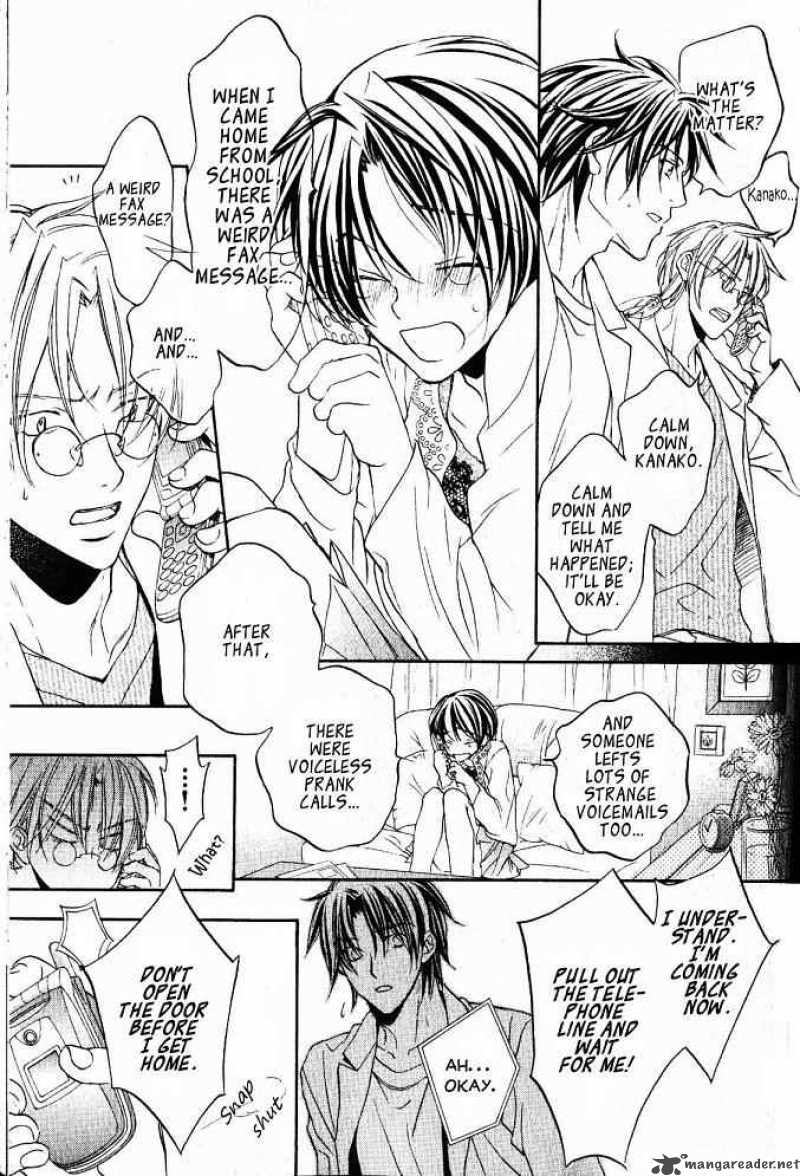 WHAT'S
THE
MATTER?
Kanako...
CALM
DOWN,
KANAKO.
CALM
DOWN AND
TELL ME
WHAT
HAPPENED;
IT'LL BE
OKAY.
WHEN I
CAME
HOME
FROM
SCHOOL,
THERE
WAS A
WEIRD
FAX
MESSAGE...
A WEIRD
FAX
MESSAGE?
AND...
AND...
AND
SOMEONE
LEFTS
LOTS OF
STRANGE
VOICEMAILS
TOO...
AFTER
THAT,
THERE
WERE
VOICELESS
PRANK
CALLS...
...!
What?
I UNDER-
STAND.
I'M
COMING
BACK
NOW.
PULL OUT
THE TELE-
PHONE
LINE AND
WAIT
FOR ME!
AH...
OKAY.
DON'T
OPEN
THE DOOR
BEFORE
I GET
HOME.
Snap
shut
mangareader.net